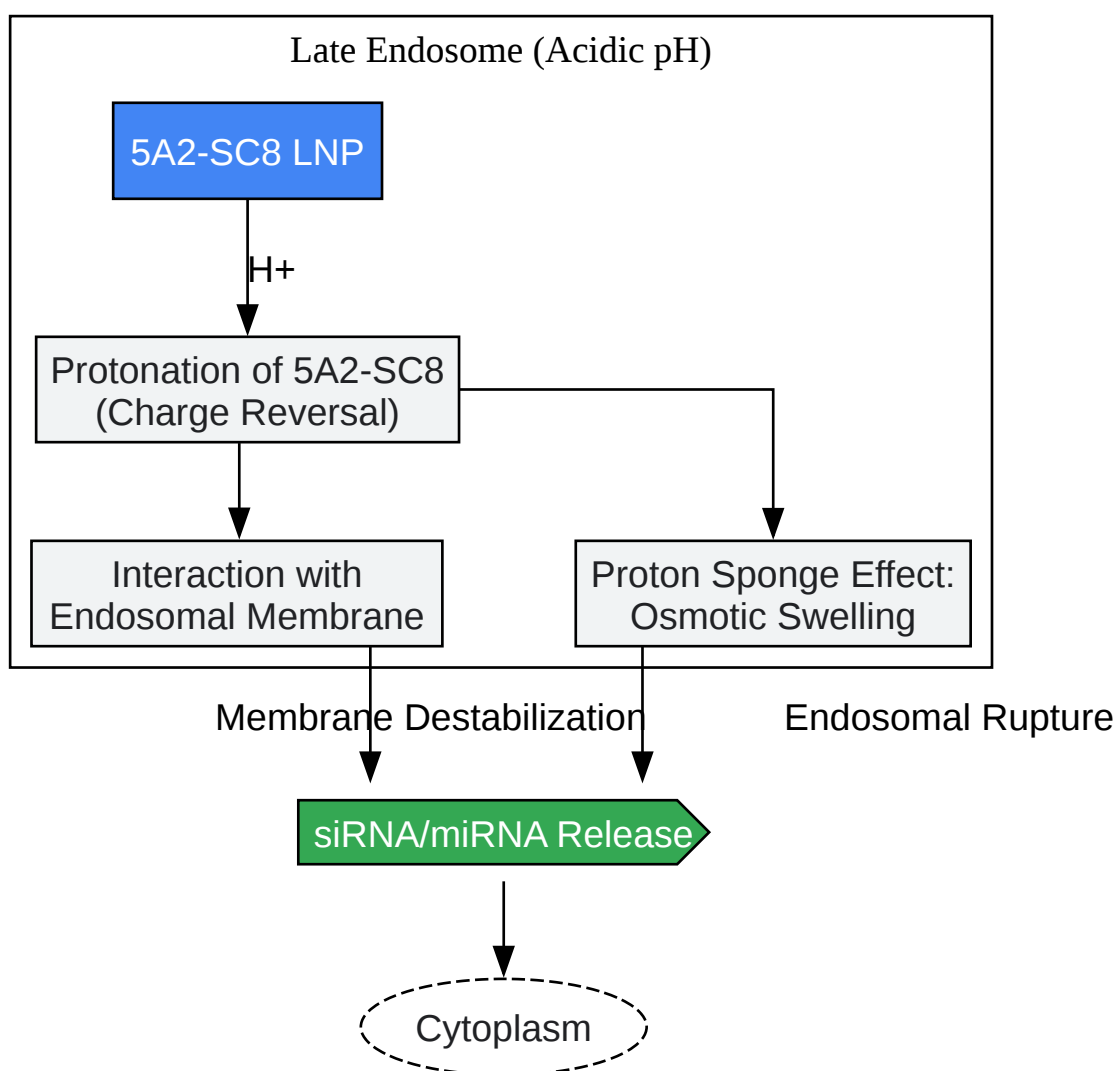 Late Endosome (Acidic pH)
5A2-SC8 LNP
H+
Protonation of 5A2-SC8
(Charge Reversal)
Interaction with
Endosomal Membrane
Proton Sponge Effect:
Osmotic Swelling
Membrane Destabilization
Endosomal Rupture
siRNA/miRNA Release
Cytoplasm